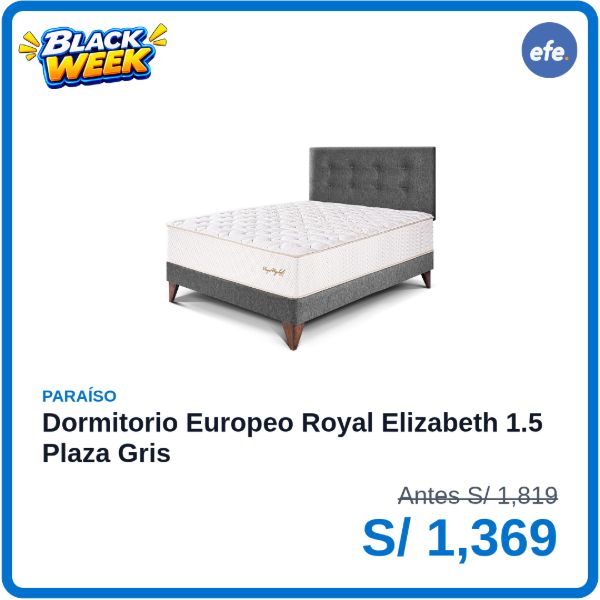 BLACK
WEEK
efe.
PARAÍSO
Dormitorio Europeo Royal Elizabeth 1.5
Plaza Gris
Antes S/ 1,819
S/ 1,369